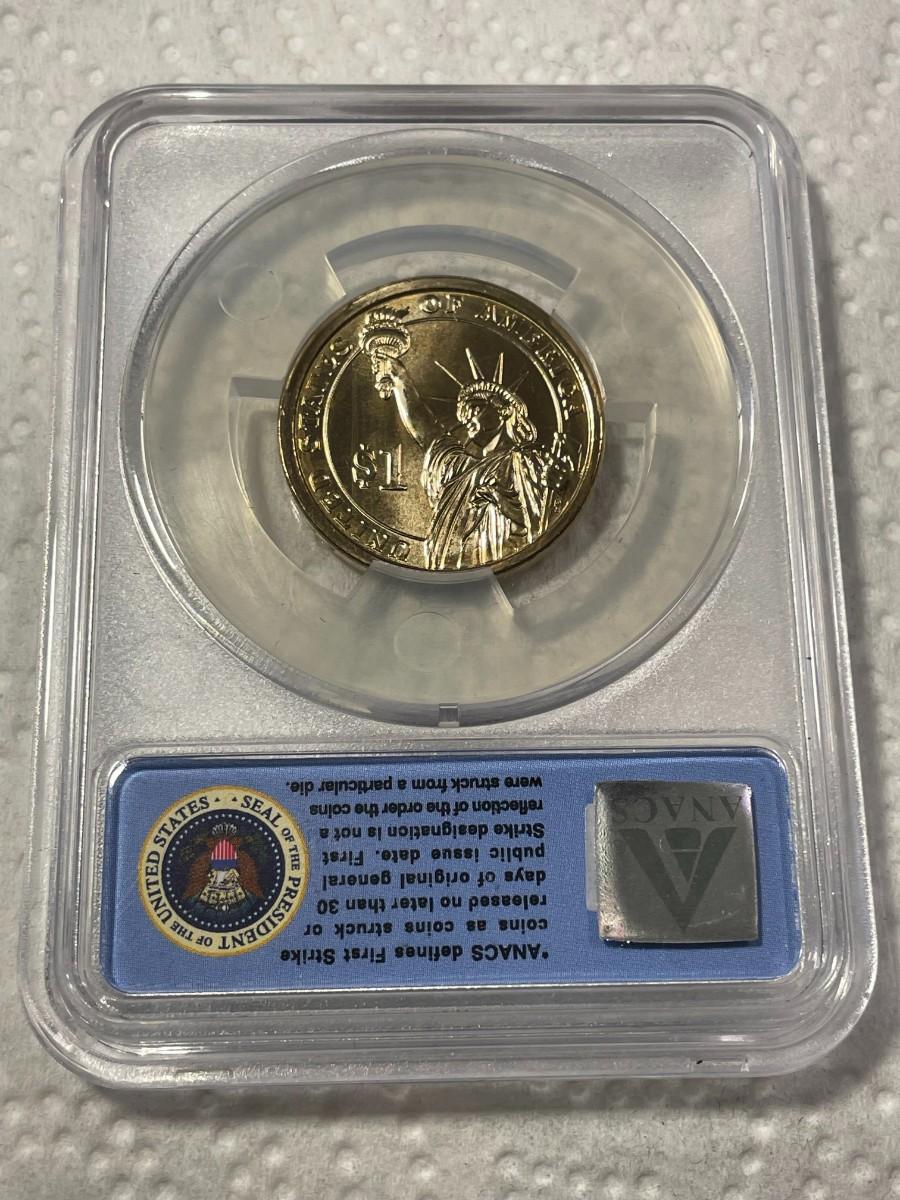 UNITED STATES OF AMERICA
$1
*ANACS defines First Strike
coins as coins struck or
released no later than 30
days of original general
public issue date. First
Strike designation is not a
reflection of the order the coins
were struck from a particular die.
SEAL OF THE PRESIDENT OF THE UNITED STATES
ANACS